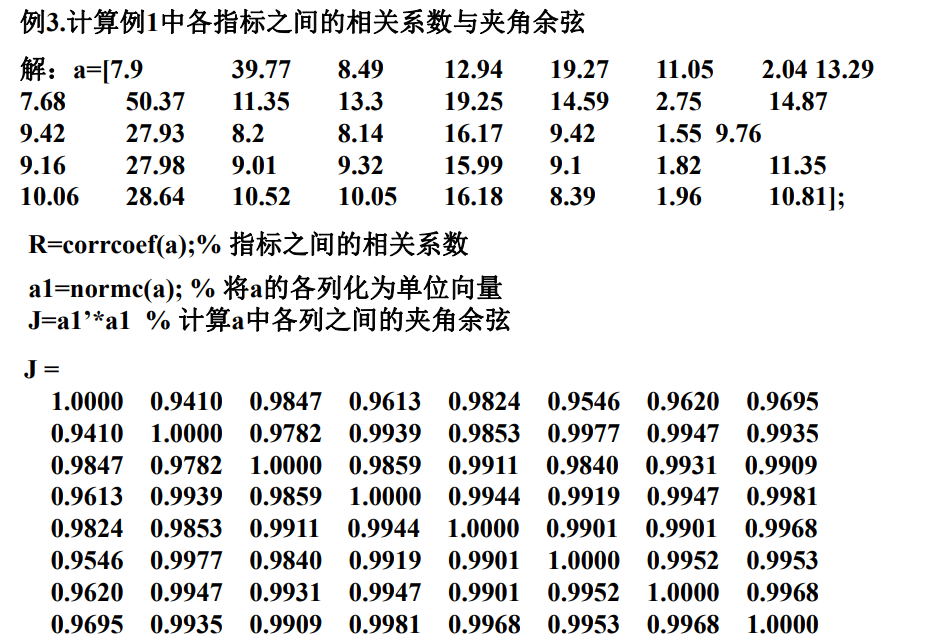 例3.计算例1中各指标之间的相关系数与夹角余弦
解：a=[7.9 39.77 8.49 12.94 19.27 11.05 2.04 13.29
7.68 50.37 11.35 13.3 19.25 14.59 2.75 14.87
9.42 27.93 8.2 8.14 16.17 9.42 1.55 9.76
9.16 27.98 9.01 9.32 15.99 9.1 1.82 11.35
10.06 28.64 10.52 10.05 16.18 8.39 1.96 10.81];
R=corrcoef(a);% 指标之间的相关系数
a1=normc(a); % 将a的各列化为单位向量
J=a1’*a1 % 计算a中各列之间的夹角余弦
J =
1.0000 0.9410 0.9847 0.9613 0.9824 0.9546 0.9620 0.9695
0.9410 1.0000 0.9782 0.9939 0.9853 0.9977 0.9947 0.9935
0.9847 0.9782 1.0000 0.9859 0.9911 0.9840 0.9931 0.9909
0.9613 0.9939 0.9859 1.0000 0.9944 0.9919 0.9947 0.9981
0.9824 0.9853 0.9911 0.9944 1.0000 0.9901 0.9901 0.9968
0.9546 0.9977 0.9840 0.9919 0.9901 1.0000 0.9952 0.9953
0.9620 0.9947 0.9931 0.9947 0.9901 0.9952 1.0000 0.9968
0.9695 0.9935 0.9909 0.9981 0.9968 0.9953 0.9968 1.0000